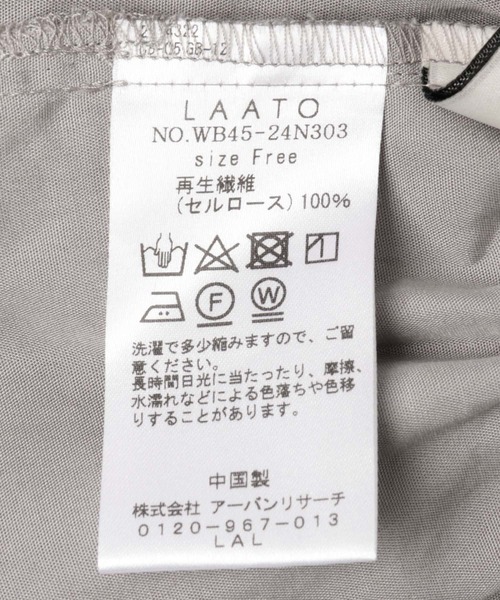 LAATO
NO.WB45-24N303
size Free
再生繊維
(セルロース)100%
F W
洗濯で多少縮みますので、ご留
意ください。
長時間日光に当たったり、摩擦、
水濡れなどによる色落ちや色移
りすることがあります。
中国製
株式会社 アーバンリサーチ
0120-967-013
LAL